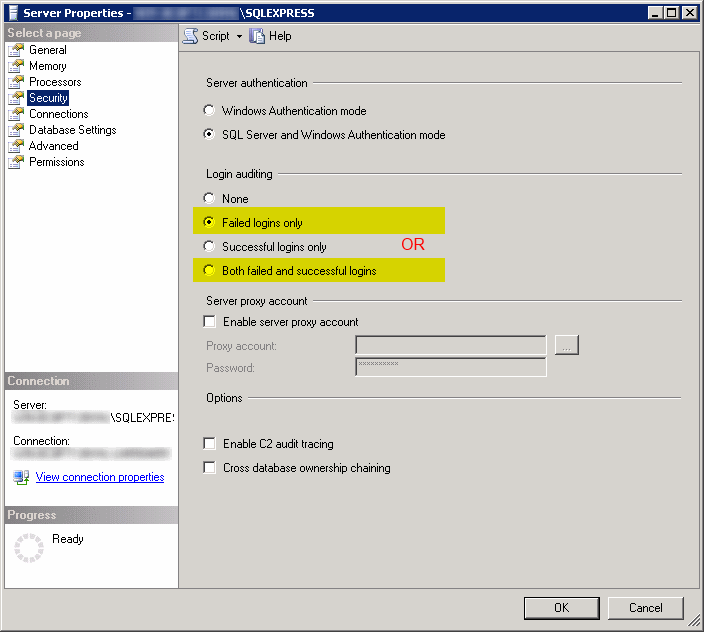 Server Properties - \SQLEXPRESS
Select a page
General
Memory
Processors
Security
Connections
Database Settings
Advanced
Permissions
Script Help
Server authentication
Windows Authentication mode
SQL Server and Windows Authentication mode
Login auditing
None
Failed logins only
Successful logins only OR
Both failed and successful logins
Server proxy account
Enable server proxy account
Proxy account: ...
Password: **********
Options
Enable C2 audit tracing
Cross database ownership chaining
Connection
Server:
\SQLEXPRES
Connection:
View connection properties
Progress
Ready
OK Cancel